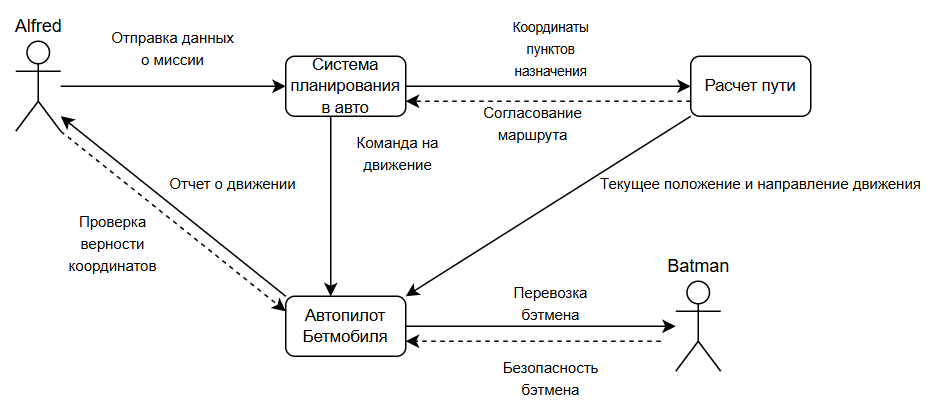 Alfred
Отправка данных
о миссии
Система
планирования
в авто
Координаты
пунктов
назначения
Расчет пути
Согласование
маршрута
Команда на
движение
Отчет о движении
Текущее положение и направление движения
Проверка
верности
координатов
Автопилот
Бетмобиля
Перевозка
бэтмена
Batman
Безопасность
бэтмена